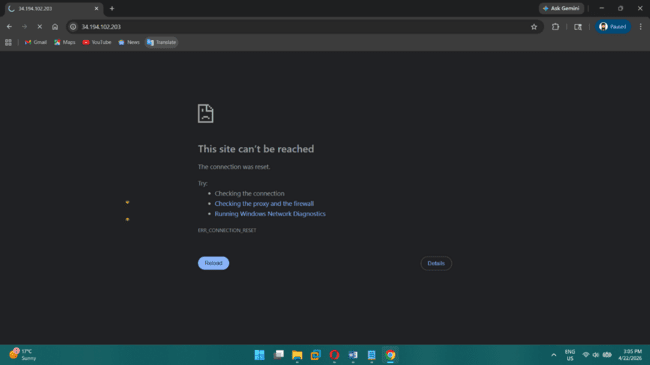 34.194.102.203
Ask Gemini
34.194.102.203
Paused
Gmail
Maps
YouTube
News
Translate
This site can't be reached
The connection was reset.
Try:
Checking the connection
Checking the proxy and the firewall
Running Windows Network Diagnostics
ERR_CONNECTION_RESET
Reload
Details
17°C
Sunny
ENG
US
3:05 PM
4/22/2026